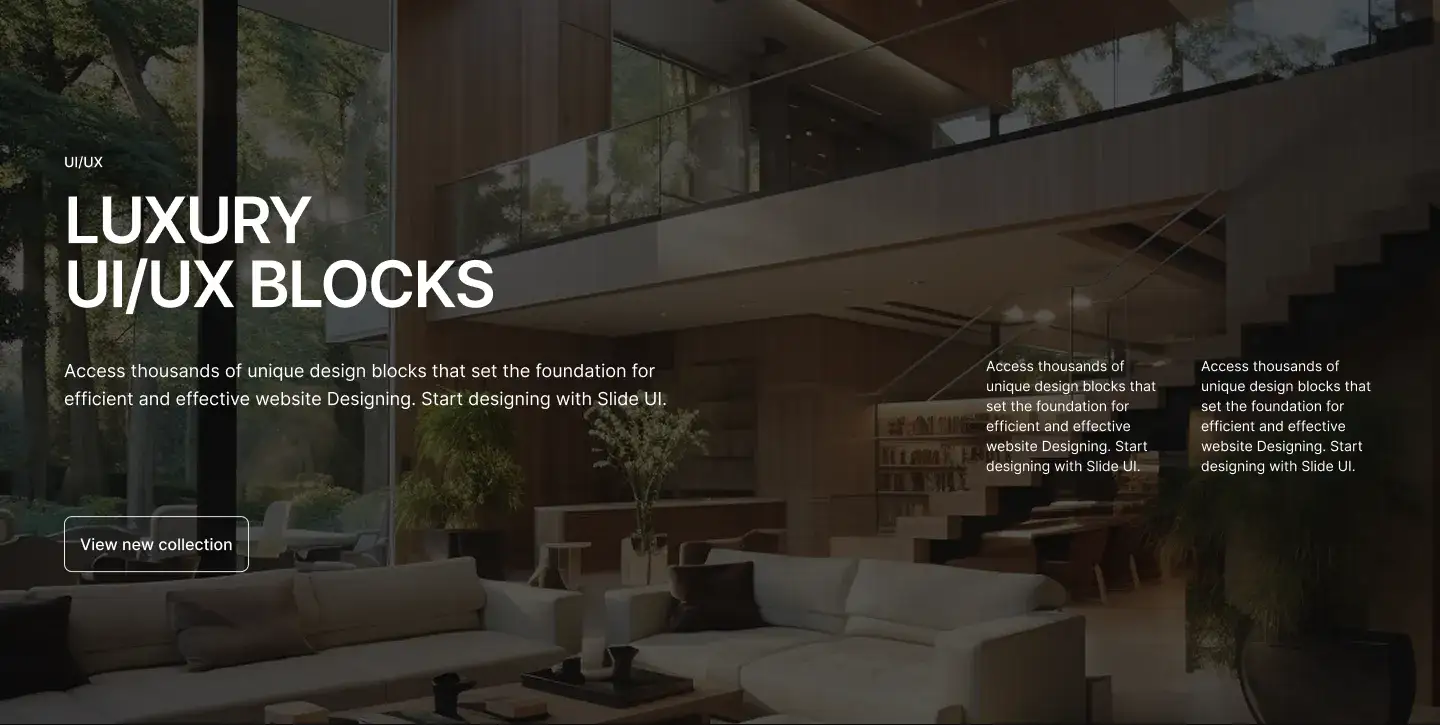 UI/UX
LUXURY
UI/UX BLOCKS
Access thousands of unique design blocks that set the foundation for
efficient and effective website Designing. Start designing with Slide UI.
View new collection
Access thousands of
unique design blocks that
set the foundation for
efficient and effective
website Designing. Start
designing with Slide UI.
Access thousands of
unique design blocks that
set the foundation for
efficient and effective
website Designing. Start
designing with Slide UI.